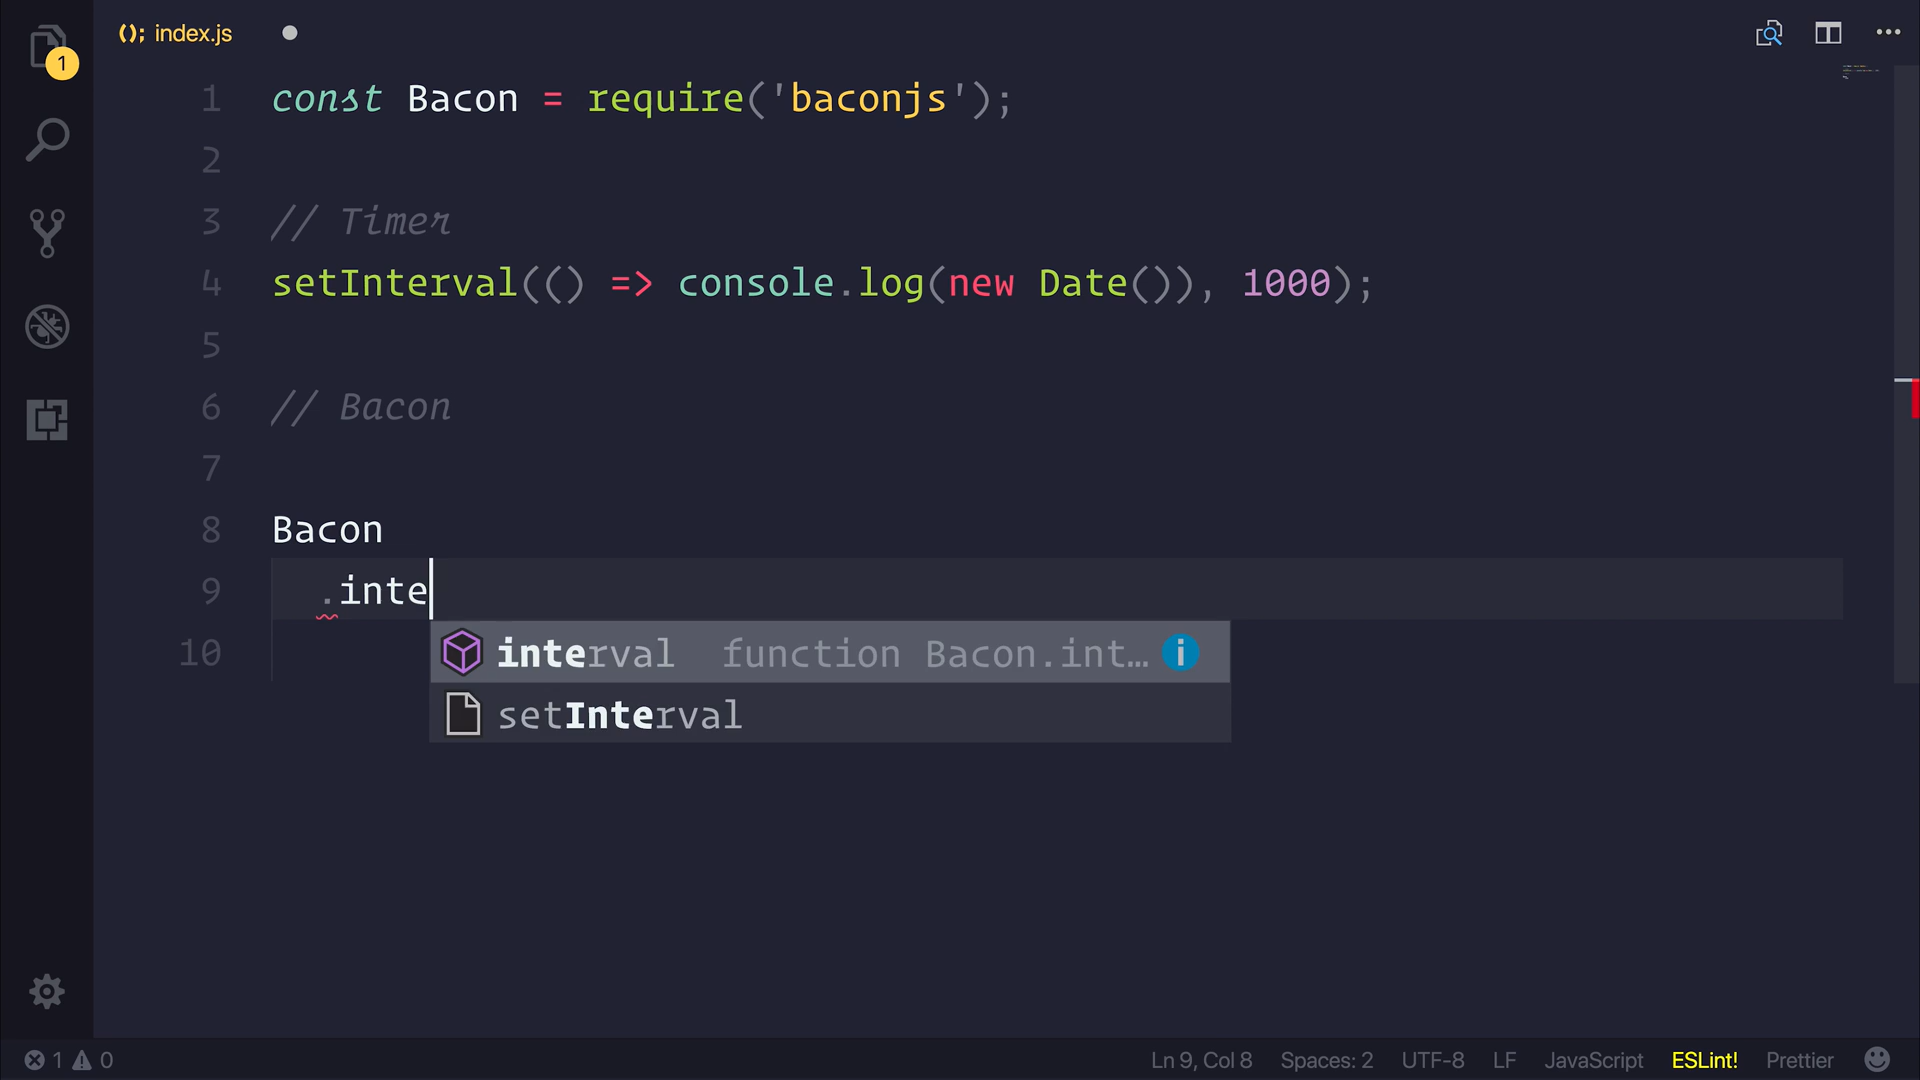 1
(); index.js
1 const Bacon = require('baconjs');
2
3 // Timer
4 setInterval(() => console.log(new Date()), 1000);
5
6 // Bacon
7
8 Bacon
9 .inte
10
interval function Bacon.int…
setInterval
1 0 Ln 9, Col 8 Spaces: 2 UTF-8 LF JavaScript ESLint! Prettier